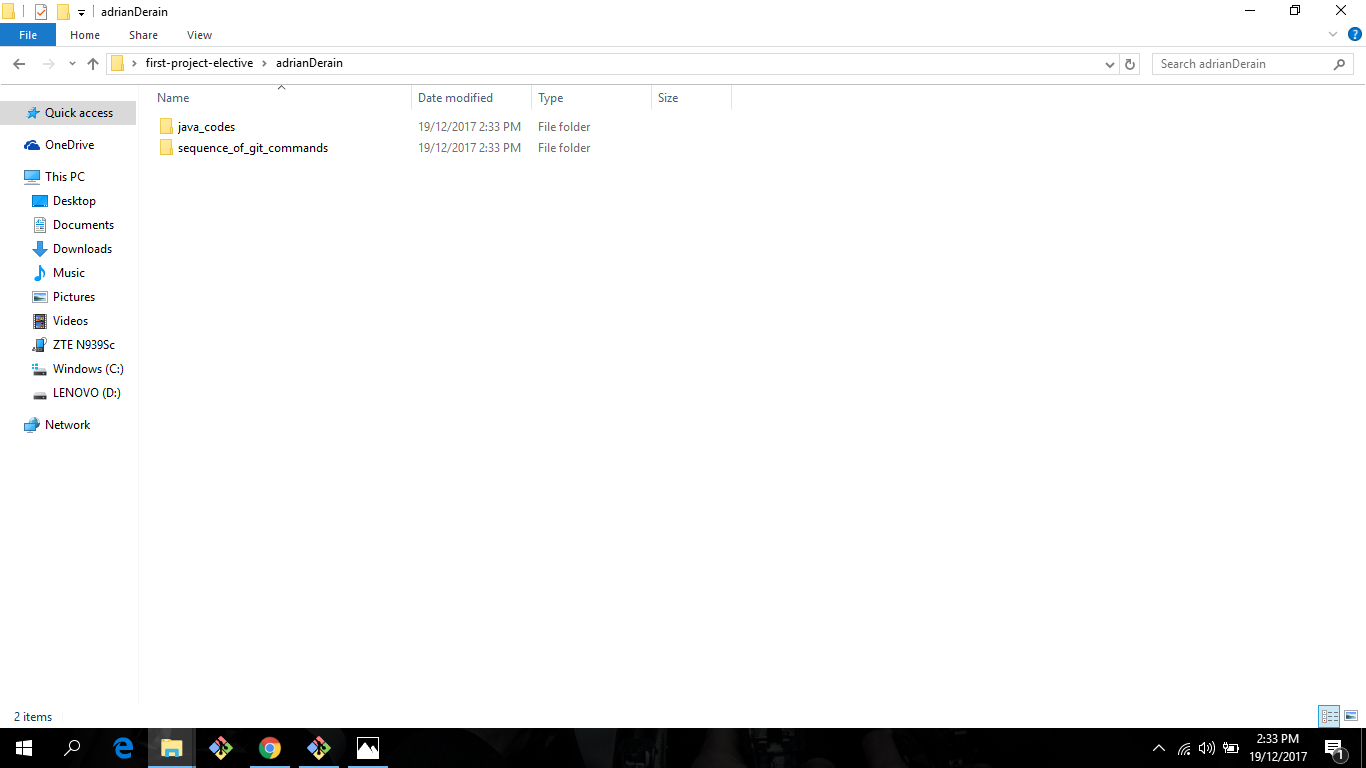 adrianDerain
File Home Share View
first-project-elective adrianDerain Search adrianDerain
Name Date modified Type Size
Quick access
OneDrive
This PC
Desktop
Documents
Downloads
Music
Pictures
Videos
ZTE N939Sc
Windows (C:)
LENOVO (D:)
Network
java_codes 19/12/2017 2:33 PM File folder
sequence_of_git_commands 19/12/2017 2:33 PM File folder
2 items
2:33 PM
19/12/2017
1